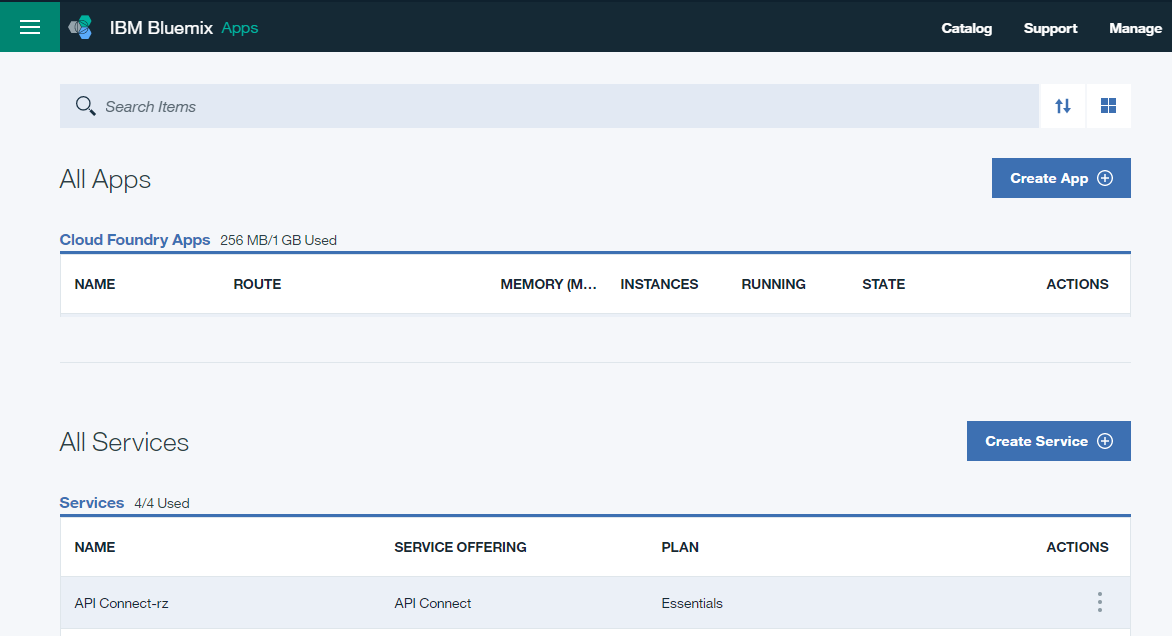 IBM Bluemix Apps Catalog Support Manage
Search Items
All Apps Create App
Cloud Foundry Apps 256 MB/1 GB Used
NAME ROUTE MEMORY (M... INSTANCES RUNNING STATE ACTIONS
All Services Create Service
Services 4/4 Used
NAME SERVICE OFFERING PLAN ACTIONS
API Connect-rz API Connect Essentials